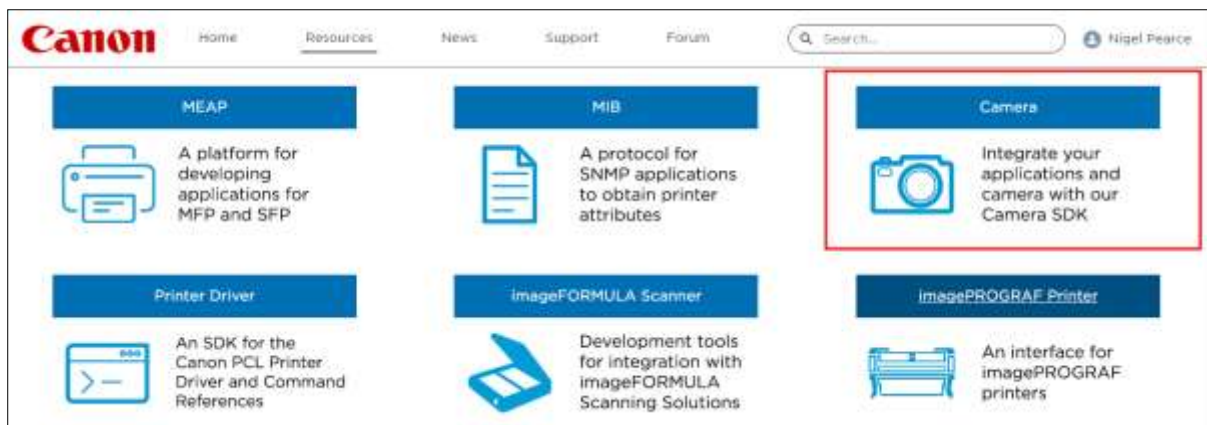 Canon Home Resources News Support Forum Search... Nigel Pearce
MEAP MIB Camera
A platform for
developing
applications for
MFP and SFP
A protocol for
SNMP applications
to obtain printer
attributes
Integrate your
applications and
camera with our
Camera SDK
Printer Driver imageFORMULA Scanner imagePROGRAF Printer
An SDK for the
Canon PCL Printer
Driver and Command
References
Development tools
for integration with
imageFORMULA
Scanning Solutions
An interface for
imagePROGRAF
printers